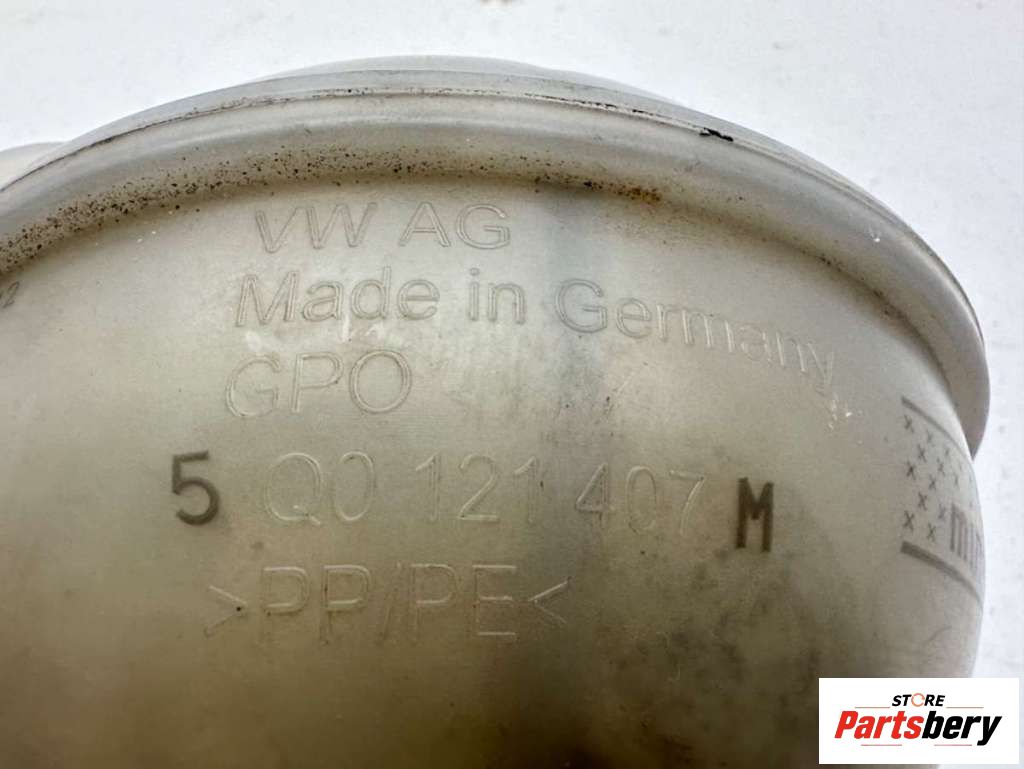 VW AG
Made in Germany
GPO
5 Q0 121 407 M
>PP/PE<
STORE
Partsbery